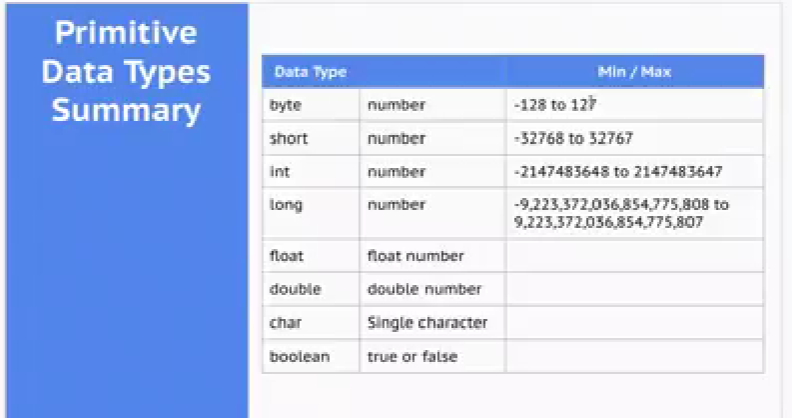 Primitive
Data Types
Summary
Data Type Min / Max
byte number -128 to 127
short number -32768 to 32767
int number -2147483648 to 2147483647
long number -9,223,372,036,854,775,808 to
9,223,372,036,854,775,807
float float number
double double number
char Single character
boolean true or false